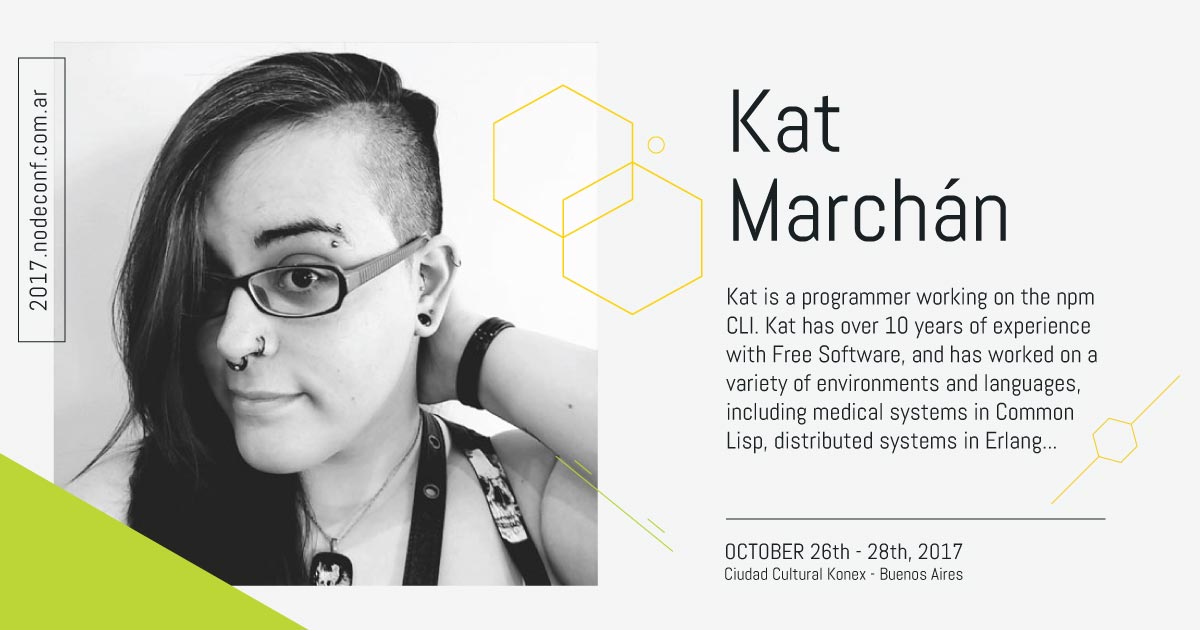 2017.nodeconf.com.ar
Kat
Marchán
Kat is a programmer working on the npm
CLI. Kat has over 10 years of experience
with Free Software, and has worked on a
variety of environments and languages,
including medical systems in Common
Lisp, distributed systems in Erlang...
OCTOBER 26th - 28th, 2017
Ciudad Cultural Konex - Buenos Aires